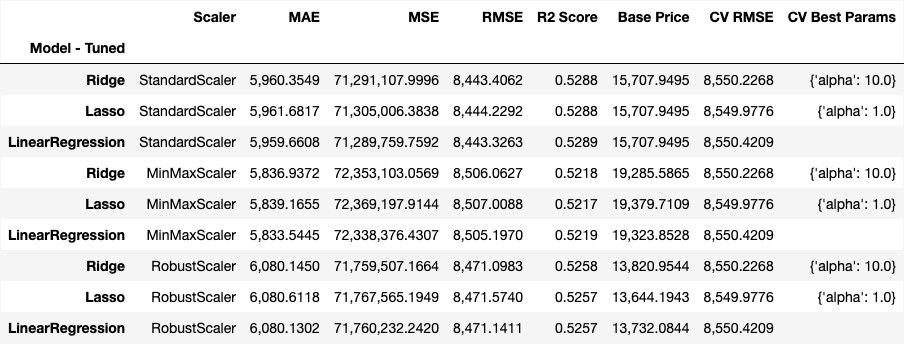 Scaler MAE MSE RMSE R2 Score Base Price CV RMSE CV Best Params
Model - Tuned
Ridge StandardScaler 5,960.3549 71,291,107.9996 8,443.4062 0.5288 15,707.9495 8,550.2268 {'alpha': 10.0}
Lasso StandardScaler 5,961.6817 71,305,006.3838 8,444.2292 0.5288 15,707.9495 8,549.9776 {'alpha': 1.0}
LinearRegression StandardScaler 5,959.6608 71,289,759.7592 8,443.3263 0.5289 15,707.9495 8,550.4209
Ridge MinMaxScaler 5,836.9372 72,353,103.0569 8,506.0627 0.5218 19,285.5865 8,550.2268 {'alpha': 10.0}
Lasso MinMaxScaler 5,839.1655 72,369,197.9144 8,507.0088 0.5217 19,379.7109 8,549.9776 {'alpha': 1.0}
LinearRegression MinMaxScaler 5,833.5445 72,338,376.4307 8,505.1970 0.5219 19,323.8528 8,550.4209
Ridge RobustScaler 6,080.1450 71,759,507.1664 8,471.0983 0.5258 13,820.9544 8,550.2268 {'alpha': 10.0}
Lasso RobustScaler 6,080.6118 71,767,565.1949 8,471.5740 0.5257 13,644.1943 8,549.9776 {'alpha': 1.0}
LinearRegression RobustScaler 6,080.1302 71,760,232.2420 8,471.1411 0.5257 13,732.0844 8,550.4209